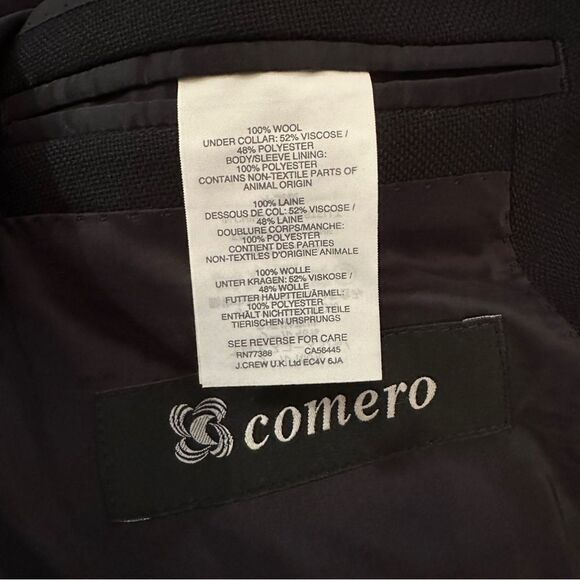 100% WOOL
UNDER COLLAR: 52% VISCOSE /
48% POLYESTER
BODY/SLEEVE LINING:
100% POLYESTER
CONTAINS NON-TEXTILE PARTS OF
ANIMAL ORIGIN
100% LAINE
DESSOUS DE COL: 52% VISCOSE /
48% LAINE
DOUBLURE CORPS/MANCHE:
100% POLYESTER
CONTIENT DES PARTIES
NON-TEXTILES D'ORIGINE ANIMALE
100% WOLLE
UNTER KRAGEN: 52% VISKOSE /
48% WOLLE
FUTTER HAUPTTEIL/ÄRMEL:
100% POLYESTER
ENTHÄLT NICHTTEXTILE TEILE
TIERISCHEN URSPRUNGS
SEE REVERSE FOR CARE
RN77388 CA58445
J.CREW U.K. Ltd EC4V 6JA
comero